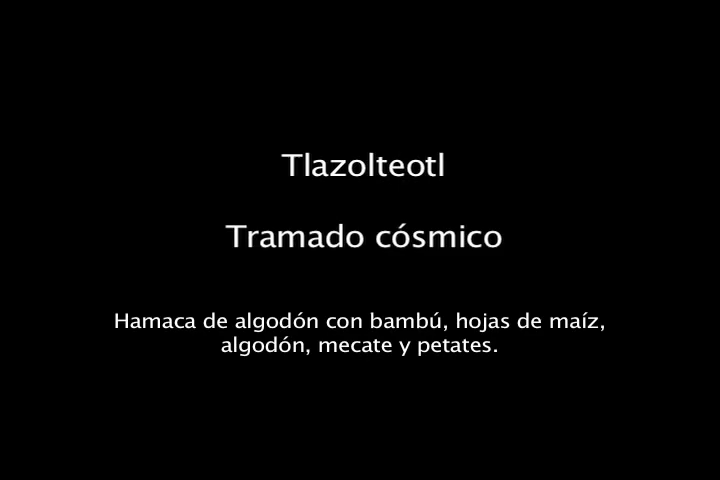 Tlazolteotl
Tramado cósmico
Hamaca de algodón con bambú, hojas de maíz,
algodón, mecate y petates.